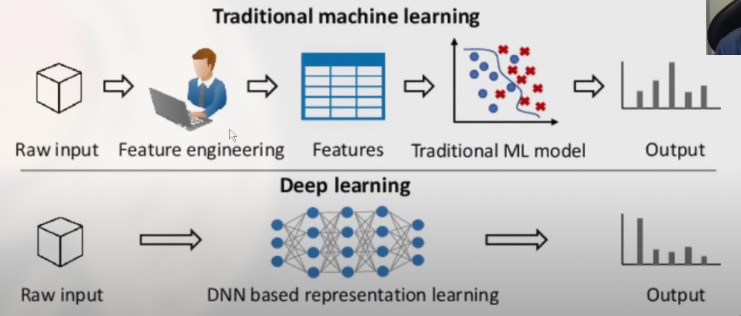 Traditional machine learning
Raw input
Feature engineering
Features
Traditional ML model
Output
Deep learning
Raw input
DNN based representation learning
Output